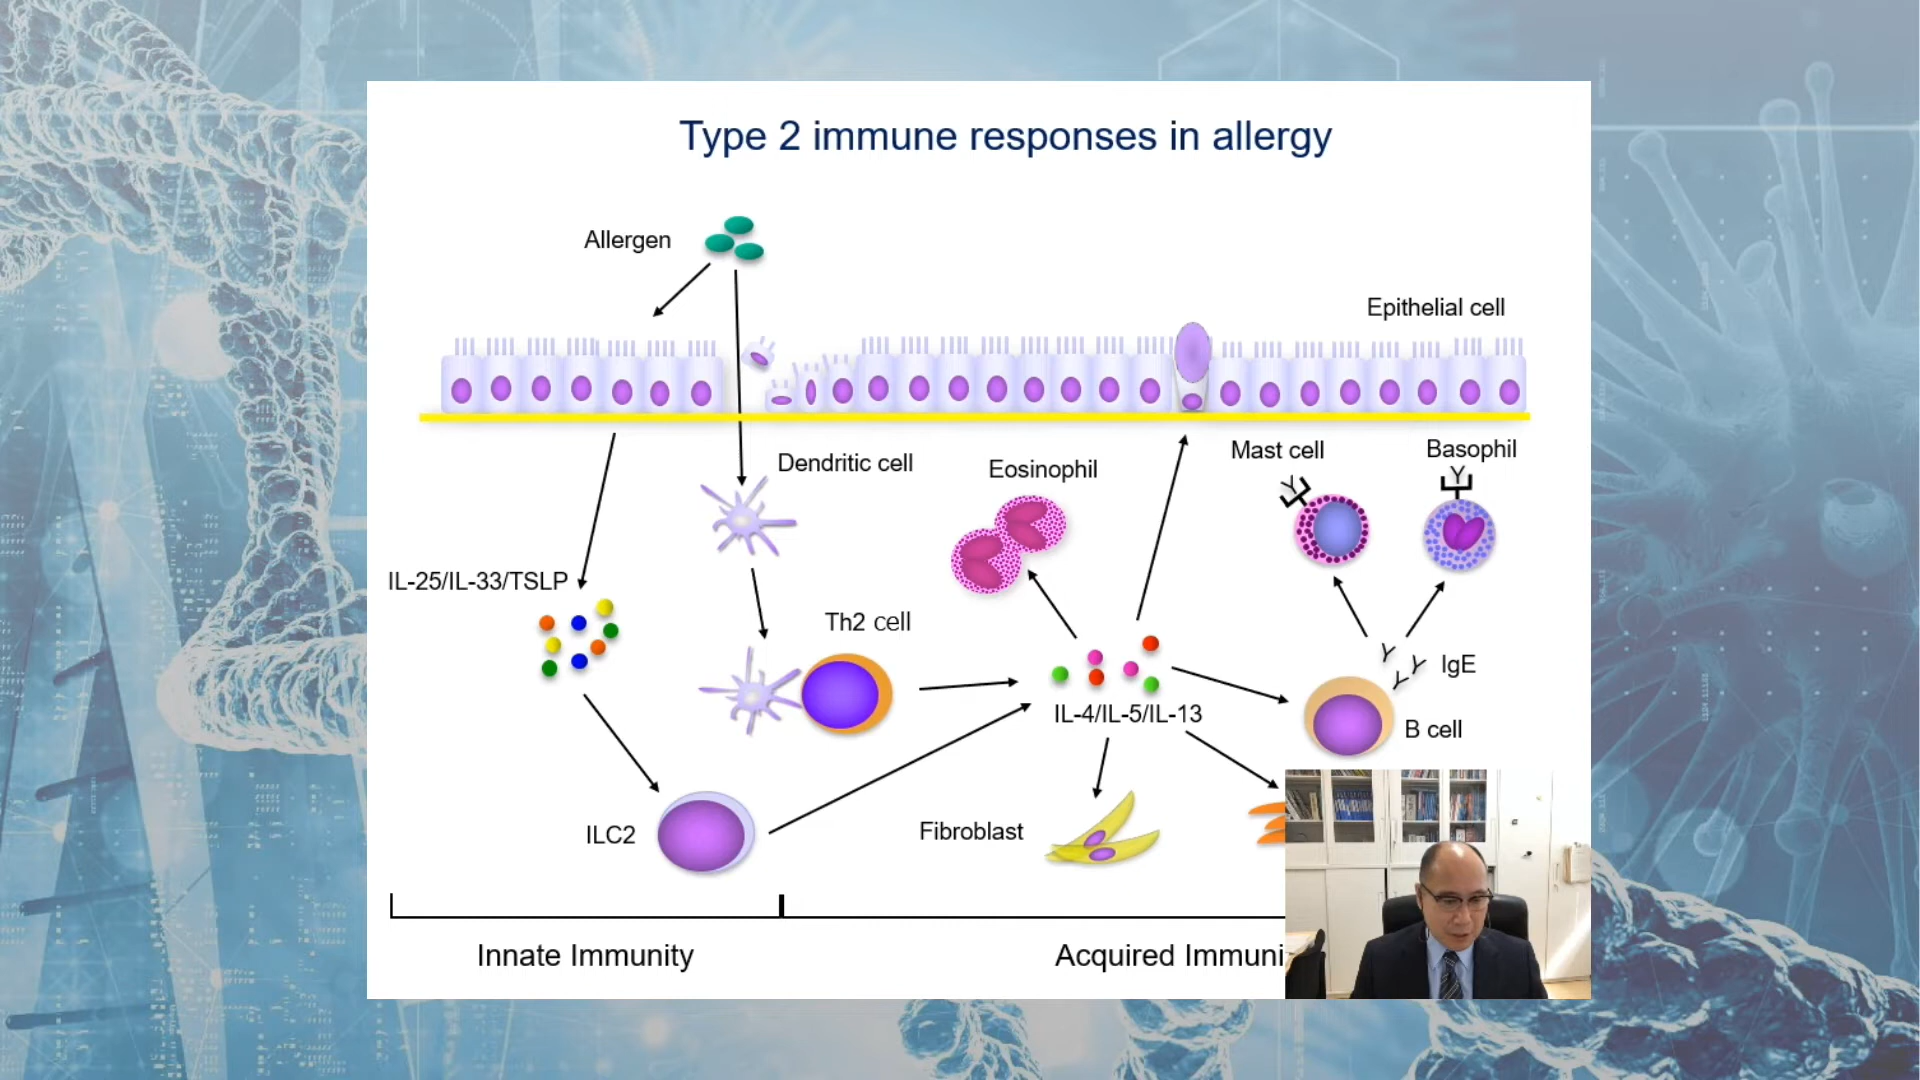 Type 2 immune responses in allergy
Allergen
Epithelial cell
Mast cell
Basophil
Dendritic cell
Eosinophil
Y
Y
IL-25/IL-33/TSLP
Th2 cell
Y
Y
Y
IgE
IL-4/IL-5/IL-13
B cell
Fibroblast
ILC2
Innate Immunity
Acquired Immuni